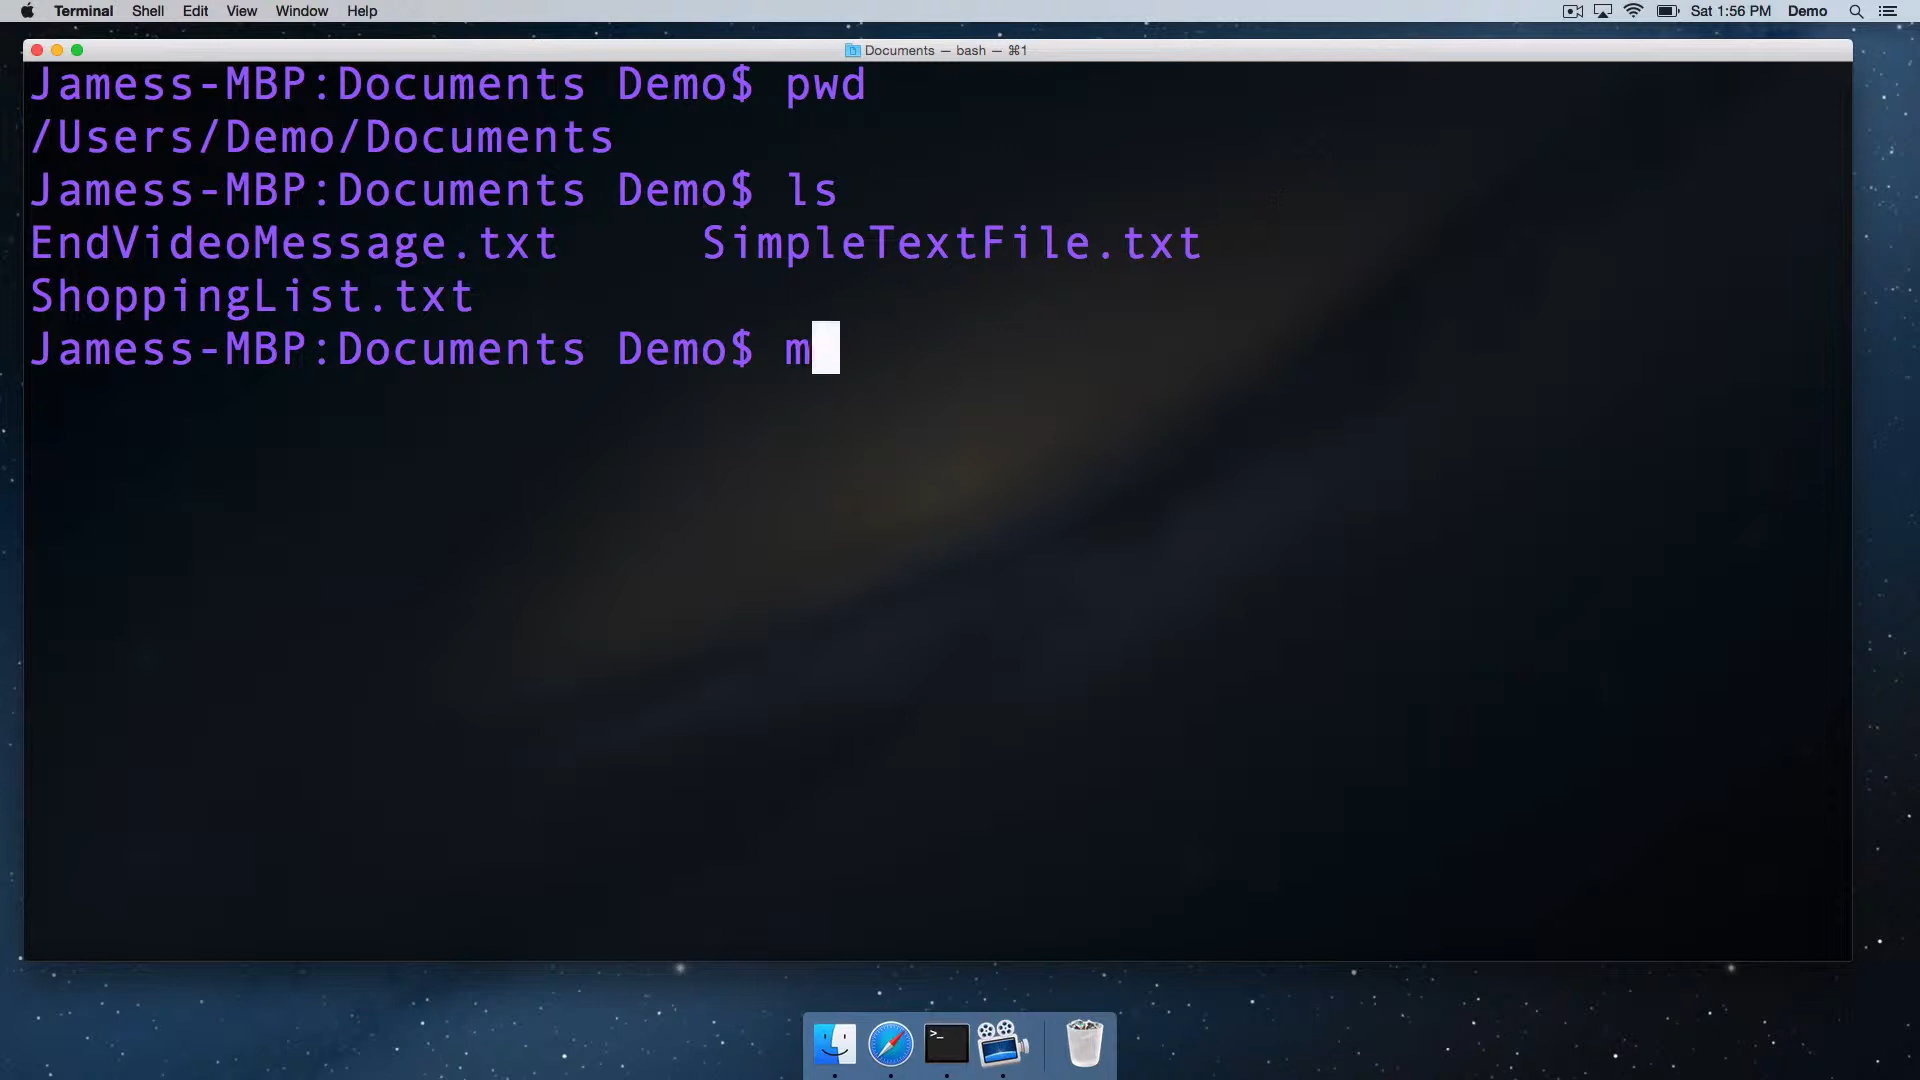 Terminal Shell Edit View Window Help Sat 1:56 PM Demo
Documents — bash — ⌘1
Jamess-MBP:Documents Demo$ pwd
/Users/Demo/Documents
Jamess-MBP:Documents Demo$ ls
EndVideoMessage.txt SimpleTextFile.txt
ShoppingList.txt
Jamess-MBP:Documents Demo$ m
>_